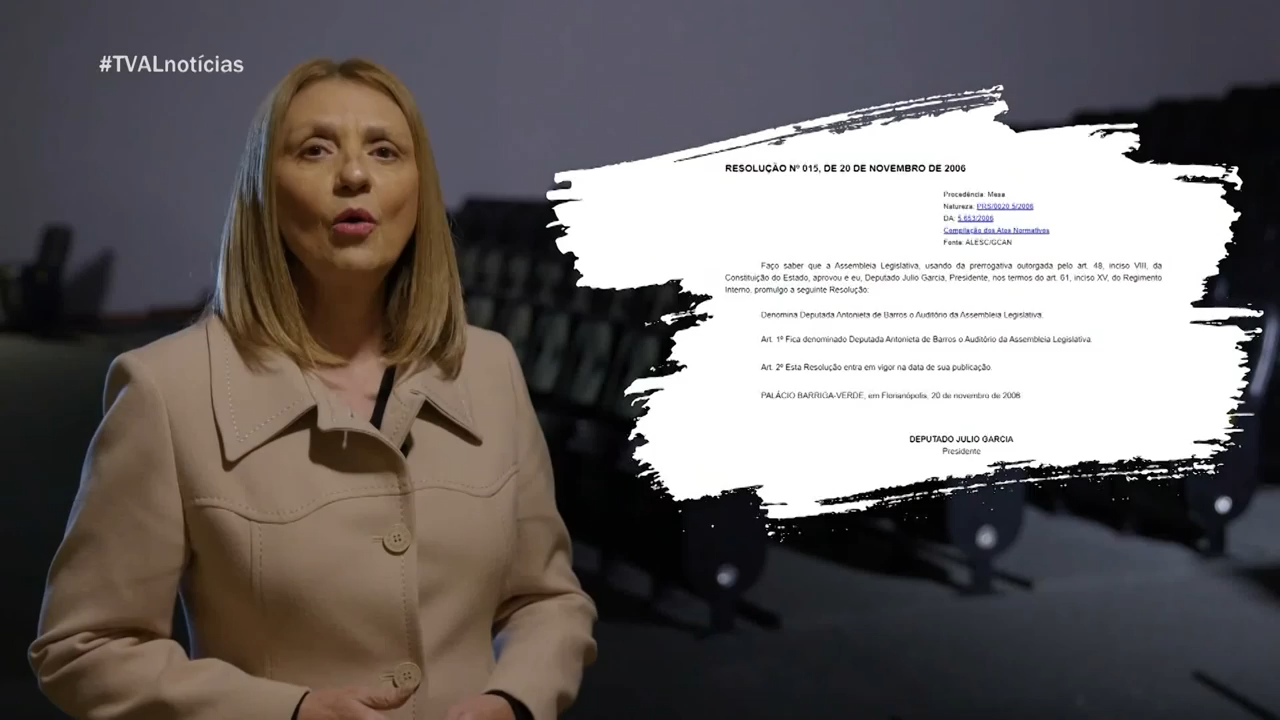 #TVALnotícias
RESOLUÇÃO Nº 015, DE 20 DE NOVEMBRO DE 2006
Procedência: Mesa
Natureza: PRS/0020.5/2006
DA: 5.653/2006
Compilação dos Atos Normativos
Fonte: ALESC/GCAN
Faço saber que a Assembleia Legislativa, usando da prerrogativa outorgada pelo art. 48, inciso VIII, da
Constituição do Estado, aprovou e eu, Deputado Julio Garcia, Presidente, nos termos do art. 61, inciso XV, do Regimento
Interno, promulgo a seguinte Resolução:
Denomina Deputada Antonieta de Barros o Auditório da Assembleia Legislativa.
Art. 1º Fica denominado Deputada Antonieta de Barros o Auditório da Assembleia Legislativa.
Art. 2º Esta Resolução entra em vigor na data de sua publicação.
PALÁCIO BARRIGA-VERDE, em Florianópolis, 20 de novembro de 2006
DEPUTADO JULIO GARCIA
Presidente